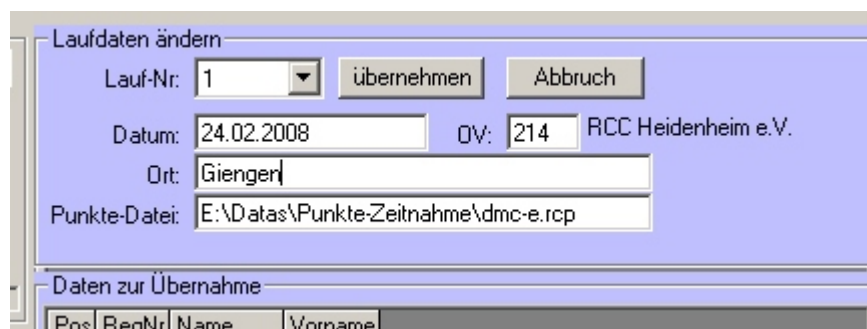 Laufdaten ändern
Lauf-Nr: 1 übernehmen Abbruch
Datum: 24.02.2008 OV: 214 RCC Heidenheim e.V.
Ort: Giengen
Punkte-Datei: E:\Datas\Punkte-Zeitnahme\dmc-e.rcp
Daten zur Übernahme
Pos RegNr Name Vorname